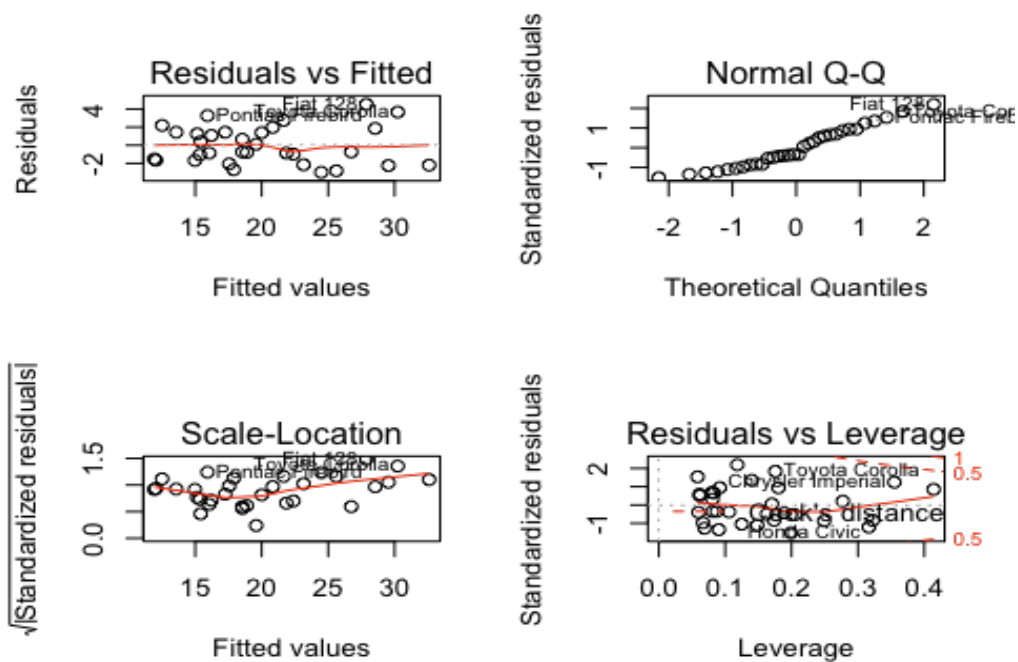 Residuals vs Fitted
Residuals
4
-2
Fiat 128
Toyota Corolla
Pontiac Firebird
15 20 25 30
Fitted values
Normal Q-Q
Standardized residuals
1
-1
Fiat 128
Toyota Cor
Pontiac Fireb
-2 -1 0 1 2
Theoretical Quantiles
Scale-Location
√|Standardized residuals|
1.5
0.0
Fiat 128
Toyota Corolla
Pontiac Firebird
15 20 25 30
Fitted values
Residuals vs Leverage
Standardized residuals
2
-1
1
0.5
Toyota Corolla
Chrysler Imperial
Cook's distance
Honda Civic
0.5
0.0 0.1 0.2 0.3 0.4
Leverage